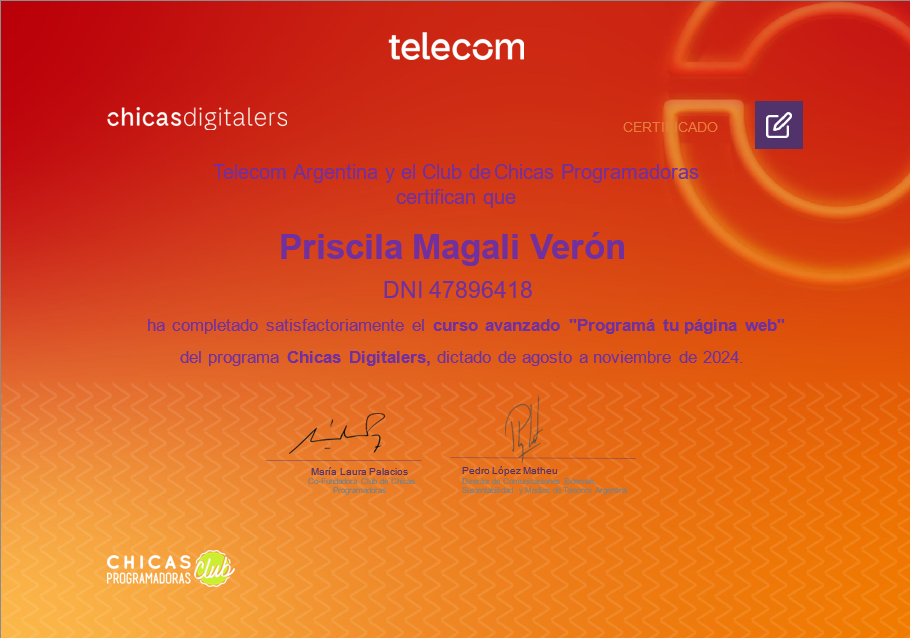 telecom
chicasdigitalers
CERTIFICADO
Telecom Argentina y el Club de Chicas Programadoras
certifican que
Priscila Magali Verón
DNI 47896418
ha completado satisfactoriamente el curso avanzado "Programá tu página web"
del programa Chicas Digitalers, dictado de agosto a noviembre de 2024.
María Laura Palacios
Co-Fundadora Club de Chicas
Programadoras
Pedro López Matheu
CHICAS
PROGRAMADORAS
club